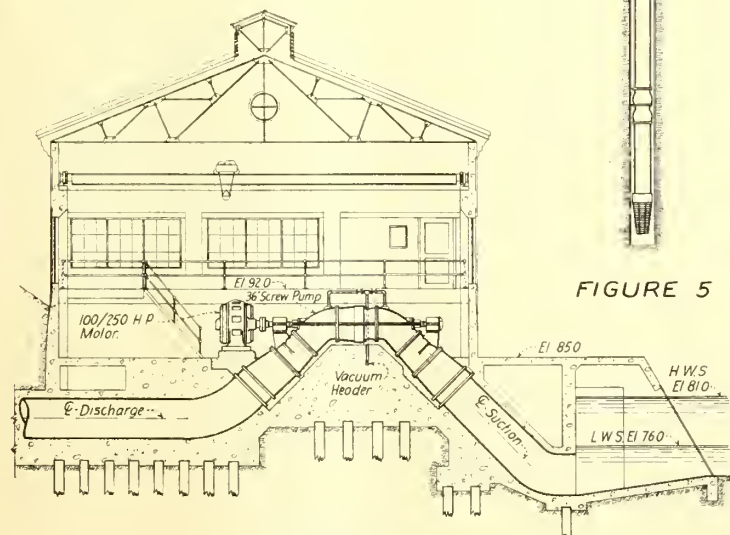 FIGURE 5
El 92 0
36" Screw Pump
100/250 H P
Motor.
El 85 0
H.W.S
El 81 0
Vacuum
Header
℄-Discharge
℄-Suction
L W S. El 76 0